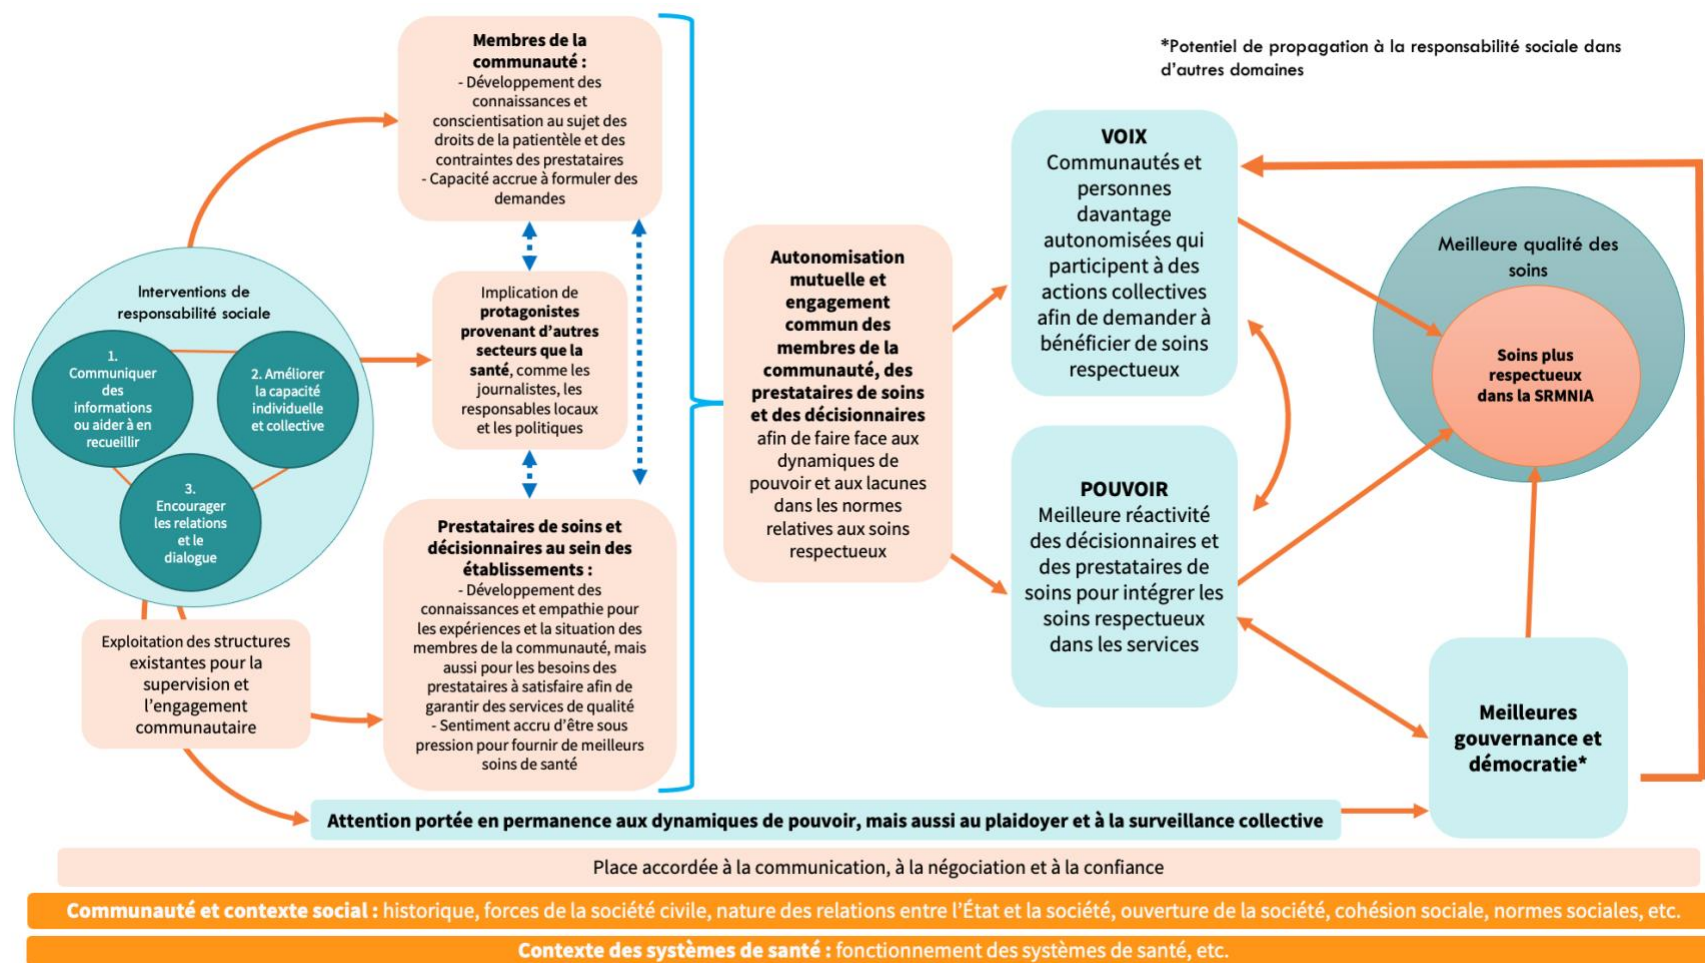 *Potentiel de propagation à la responsabilité sociale dans
d'autres domaines
Interventions de
responsabilité sociale
1.
Communiquer
des
informations
ou aider à en
recueillir
2. Améliorer
la capacité
individuelle
et collective
3.
Encourager
les relations
et le
dialogue
Exploitation des structures
existantes pour la
supervision et
l'engagement
communautaire
Membres de la
communauté :
- Développement des
connaissances et
conscientisation au sujet des
droits de la patientèle et des
contraintes des prestataires
- Capacité accrue à formuler des
demandes
Implication de
protagonistes
provenant d'autres
secteurs que la
santé, comme les
journalistes, les
responsables locaux
et les politiques
Prestataires de soins et
décisionnaires au sein des
établissements :
- Développement des
connaissances et empathie pour
les expériences et la situation des
membres de la communauté, mais
aussi pour les besoins des
prestataires à satisfaire afin de
garantir des services de qualité
- Sentiment accru d'être sous
pression pour fournir de meilleurs
soins de santé
Autonomisation
mutuelle et
engagement
commun des
membres de la
communauté, des
prestataires de soins
et des décisionnaires
afin de faire face aux
dynamiques de
pouvoir et aux lacunes
dans les normes
relatives aux soins
respectueux
VOIX
Communautés et
personnes
davantage
autonomisées qui
participent à des
actions collectives
afin de demander à
bénéficier de soins
respectueux
POUVOIR
Meilleure réactivité
des décisionnaires et
des prestataires de
soins pour intégrer les
soins respectueux
dans les services
Meilleure qualité des
soins
Soins plus
respectueux
dans la SRMNIA
Meilleures
gouvernance et
démocratie*
Attention portée en permanence aux dynamiques de pouvoir, mais aussi au plaidoyer et à la surveillance collective
Place accordée à la communication, à la négociation et à la confiance
Communauté et contexte social : historique, forces de la société civile, nature des relations entre l'État et la société, ouverture de la société, cohésion sociale, normes sociales, etc.
Contexte des systèmes de santé : fonctionnement des systèmes de santé, etc.